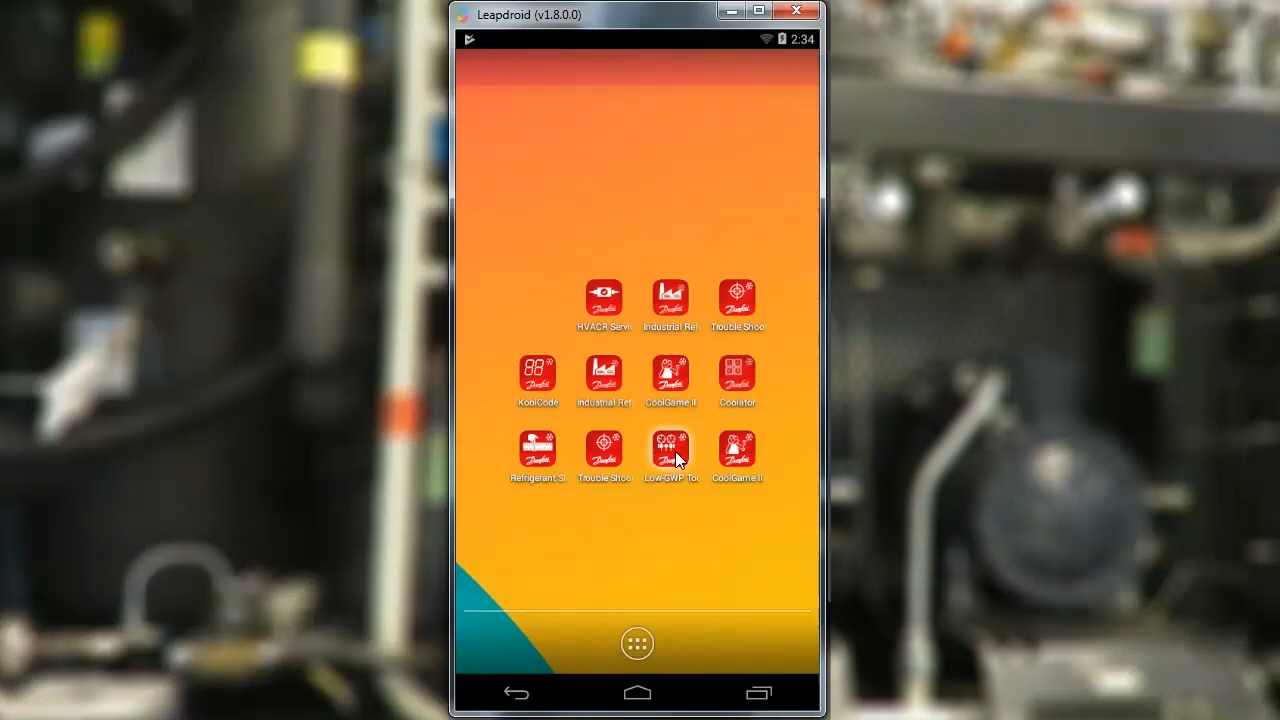 Leapdroid (v1.8.0.0)
2:34
HVACR Servi
Industrial Ref
Trouble Shoo
KoolCode
Industrial Ref
CoolGame II
Coolator
Refrigerant Sl
Trouble Shoo
Low-GWP Too
CoolGame II